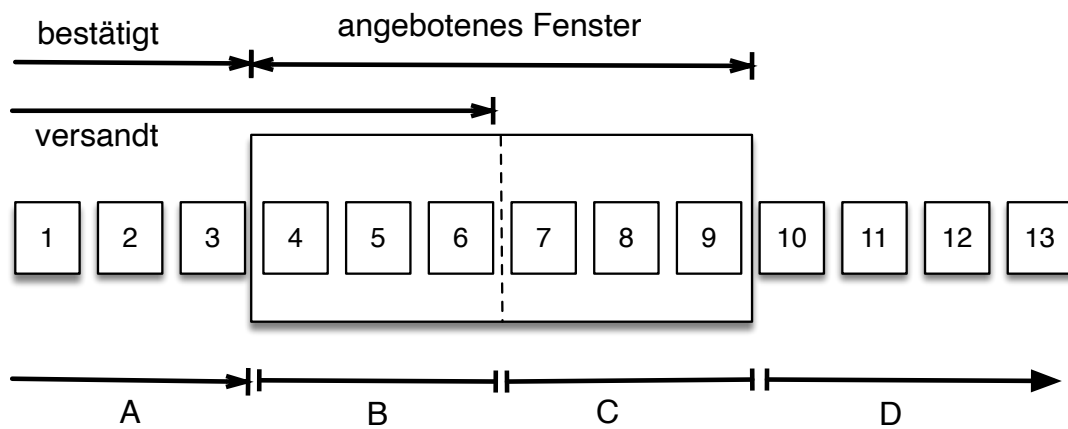 bestätigt
angebotenes Fenster
versandt
1 2 3 4 5 6 7 8 9 10 11 12 13
A B C D